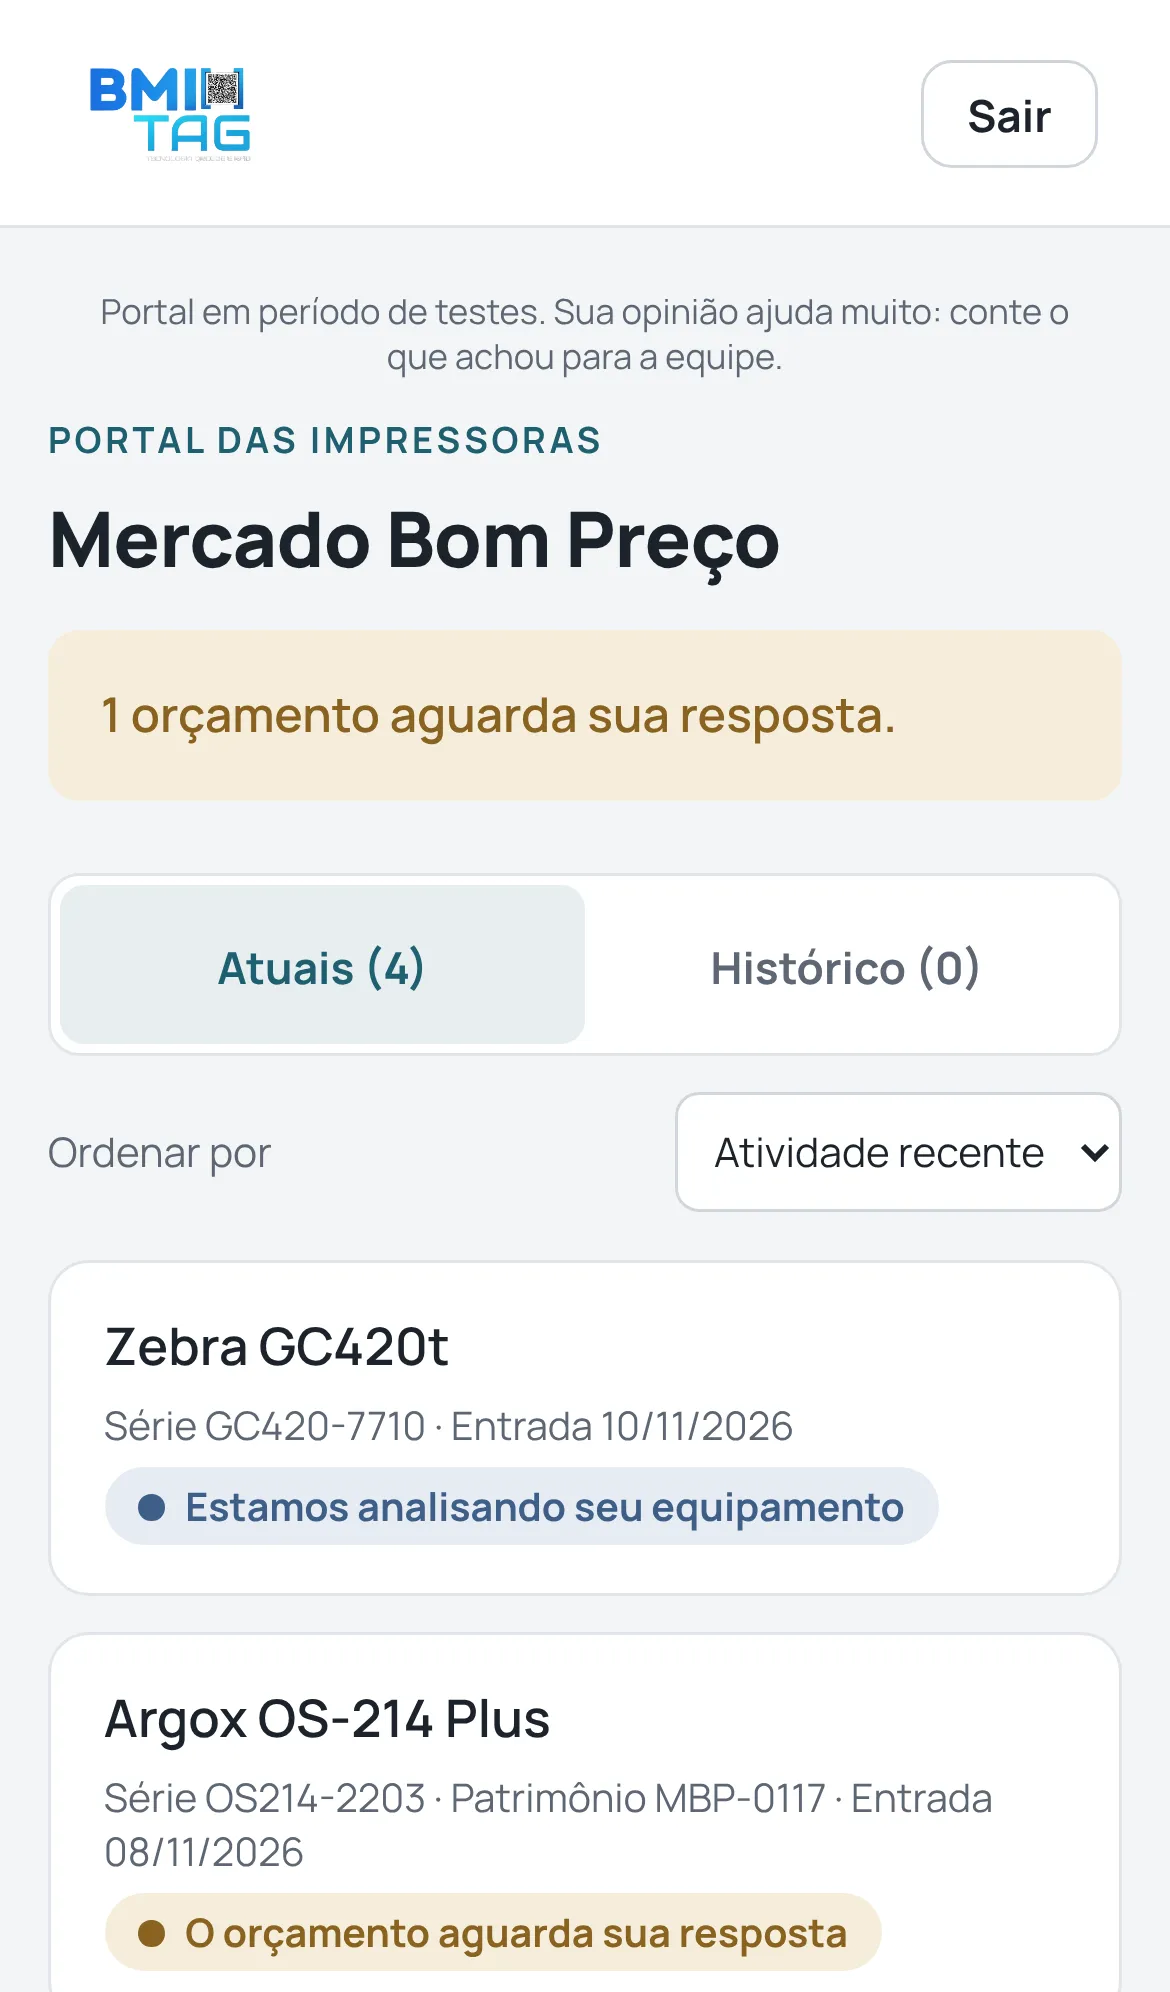 BMI
TAG
Sair
Portal em período de testes. Sua opinião ajuda muito: conte o
que achou para a equipe.
PORTAL DAS IMPRESSORAS
Mercado Bom Preço
1 orçamento aguarda sua resposta.
Atuais (4)
Histórico (0)
Ordenar por
Atividade recente
Zebra GC420t
Série GC420-7710 · Entrada 10/11/2026
Estamos analisando seu equipamento
Argox OS-214 Plus
Série OS214-2203 · Patrimônio MBP-0117 · Entrada
08/11/2026
O orçamento aguarda sua resposta